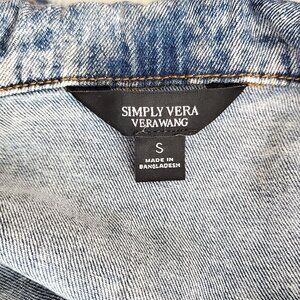 SIMPLY VERA
VERAWANG
S
MADE IN
BANGLADESH